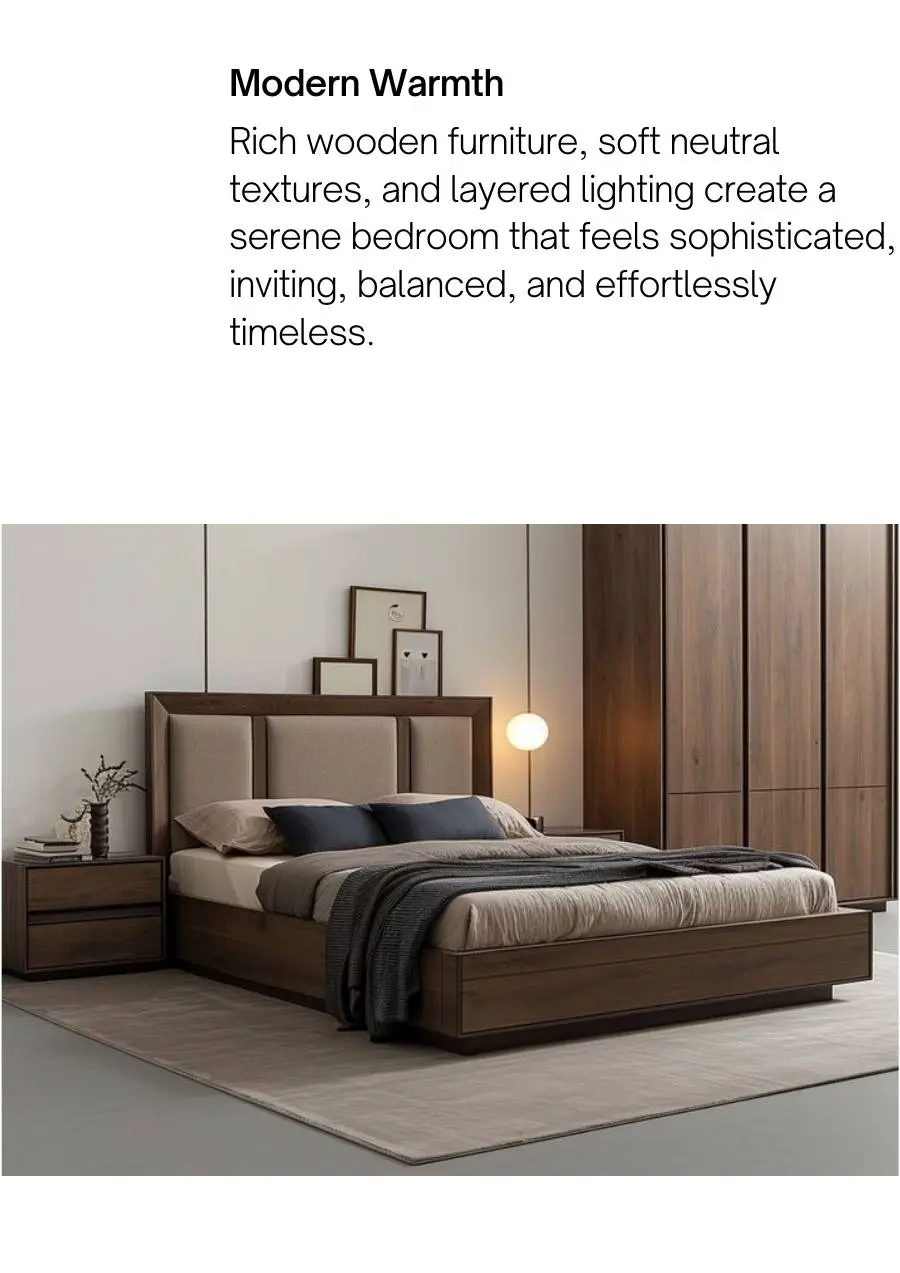 Modern Warmth
Rich wooden furniture, soft neutral
textures, and layered lighting create a
serene bedroom that feels sophisticated,
inviting, balanced, and effortlessly
timeless.